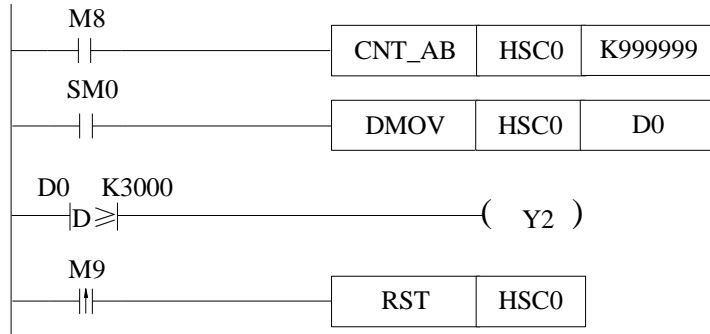 M8
CNT_AB HSC0 K999999
SM0
DMOV HSC0 D0
D0 K3000
D≥ ( Y2 )
M9
RST HSC0